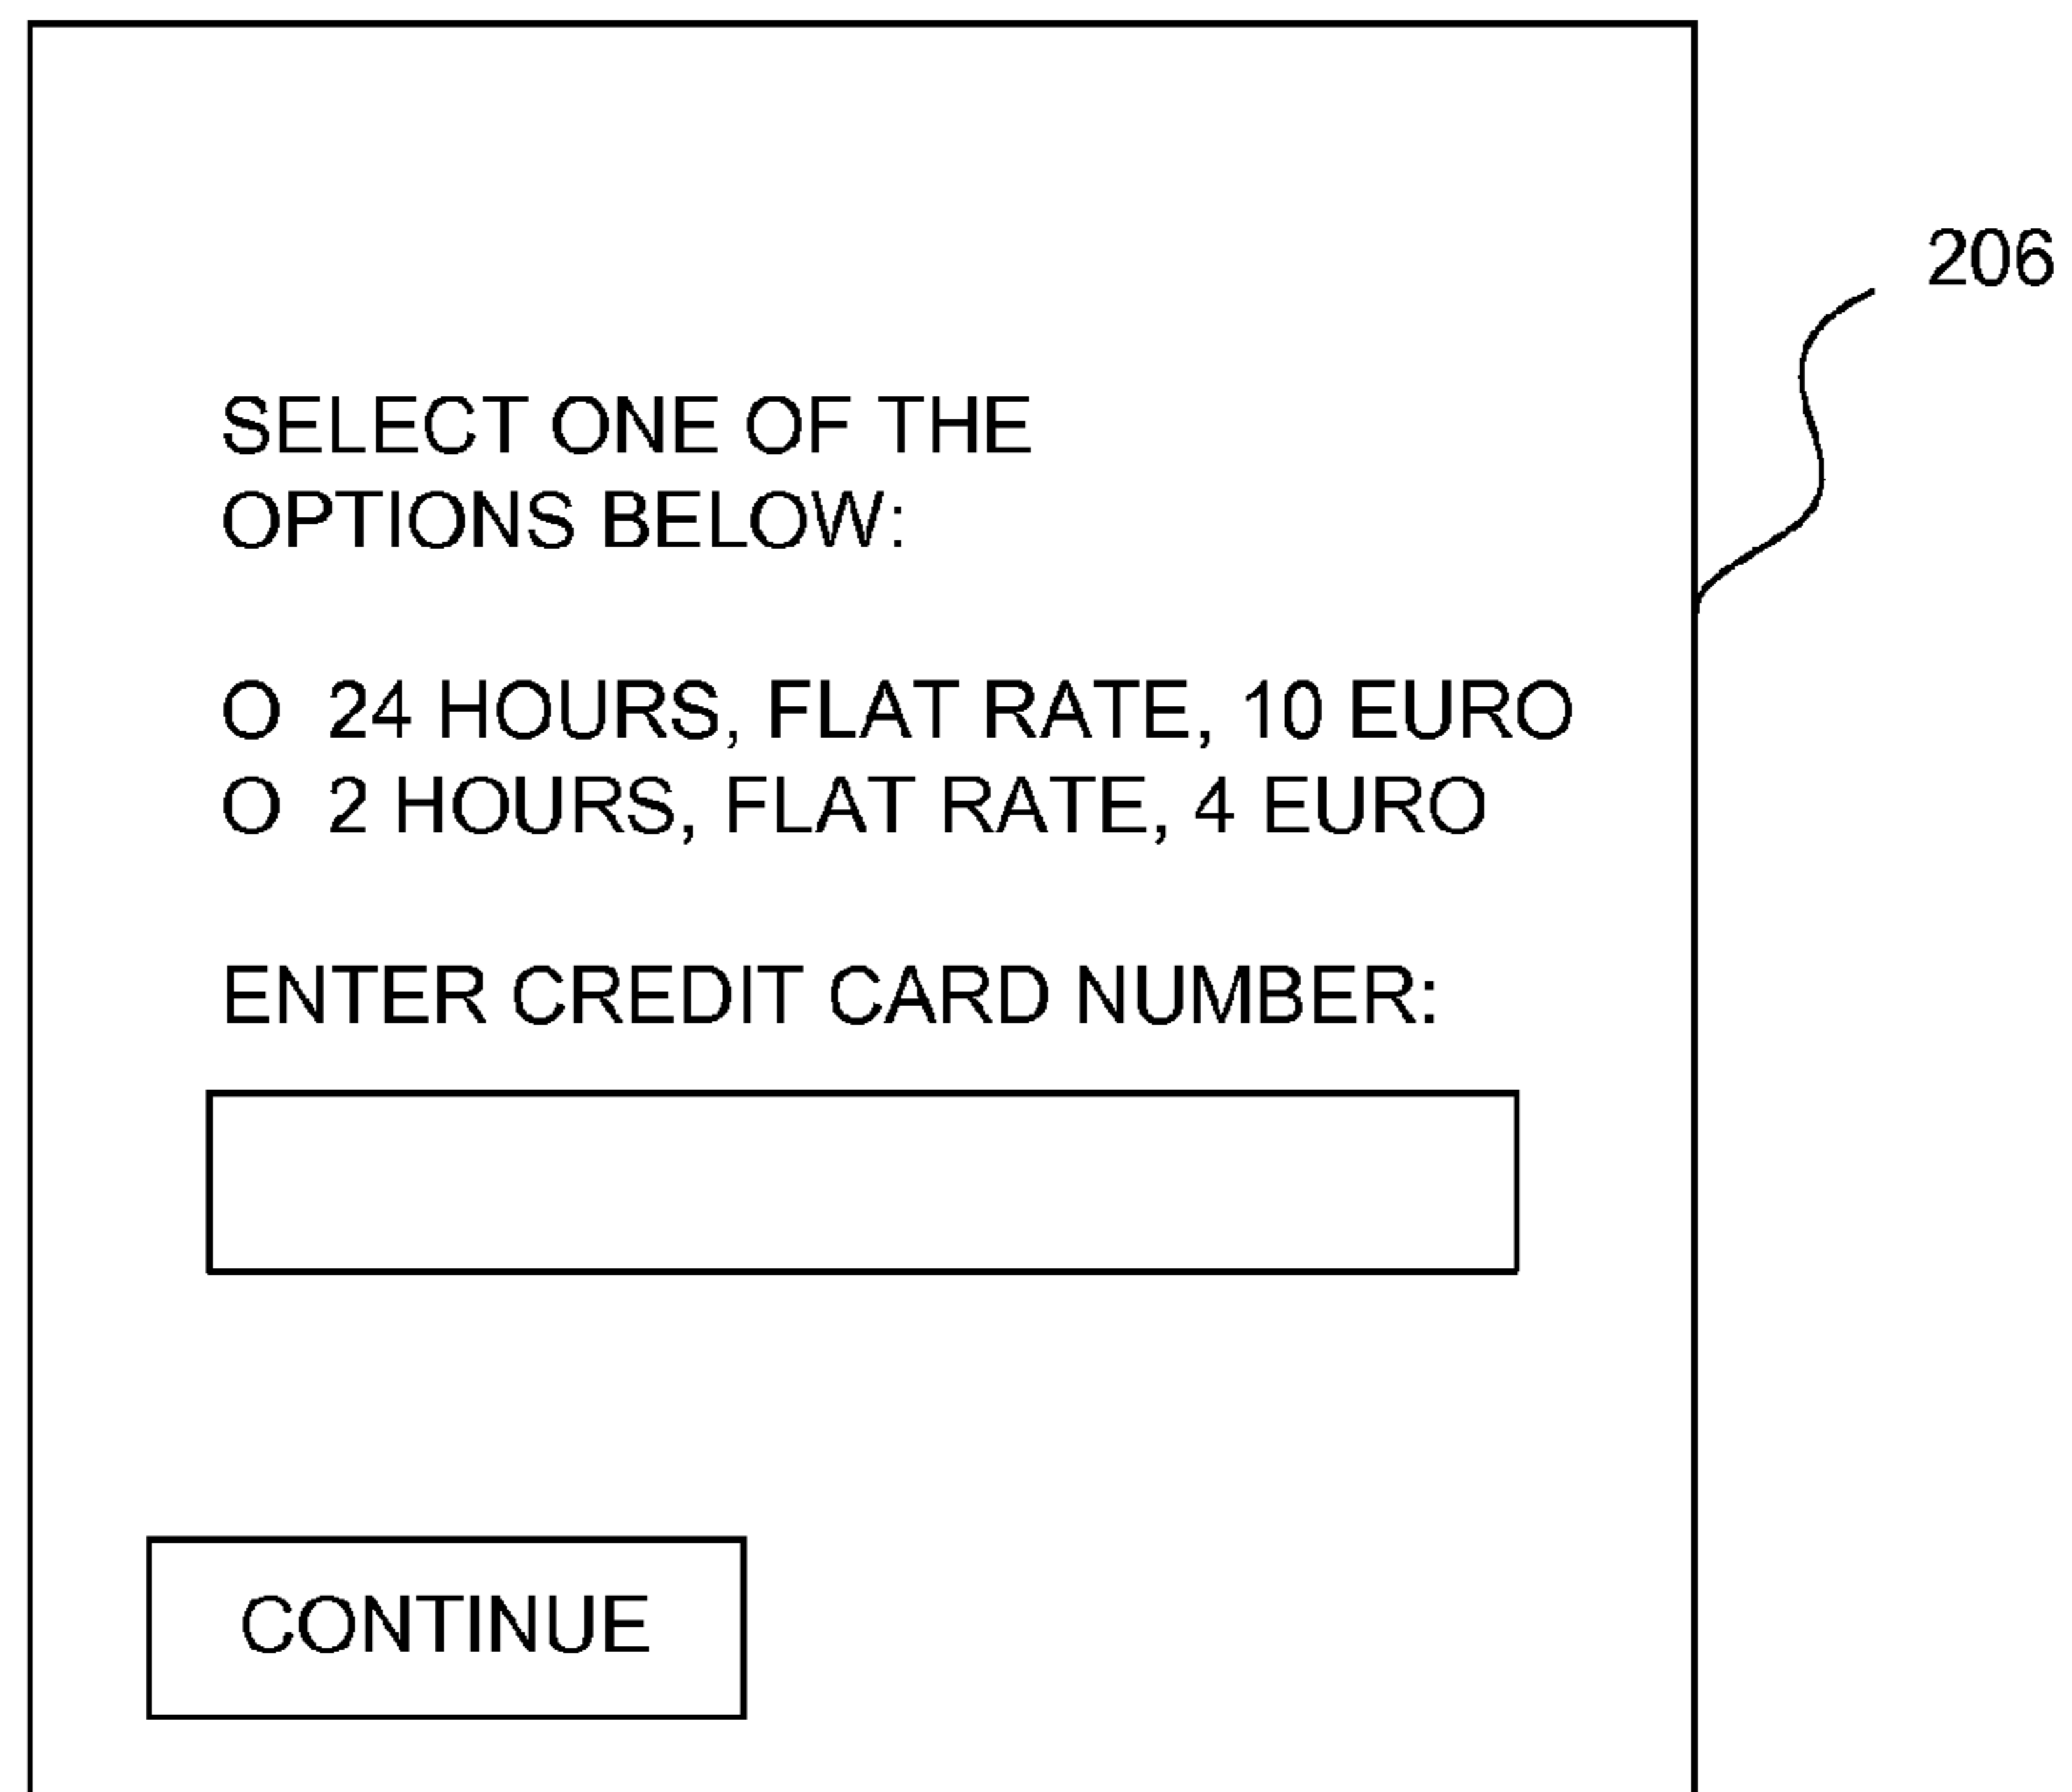 206
SELECT ONE OF THE
OPTIONS BELOW:
O 24 HOURS, FLAT RATE, 10 EURO
O 2 HOURS, FLAT RATE, 4 EURO
ENTER CREDIT CARD NUMBER:
CONTINUE